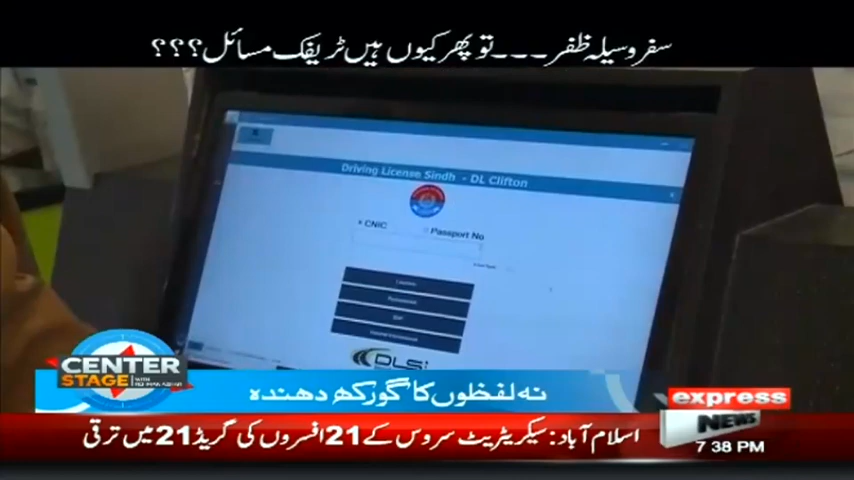 سفر وسیلہ ظفر۔۔۔ تو پھر کیوں ہیں ٹریفک مسائل؟؟؟
Driving License Sindh - DL Clifton
CNIC
Passport No
DLS
CENTER
STAGE WITH
نہ لفظوں کا گورکھ دھندہ
express
NEWS
اسلام آباد: سیکریٹریٹ سروس کے 21 افسروں کی گریڈ 21 میں ترقی
7:38 PM